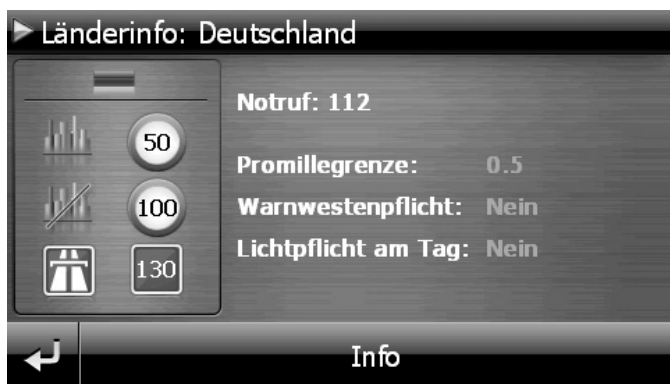 Länderinfo: Deutschland
Notruf: 112
50
Promillegrenze: 0.5
100
Warnwestenpflicht: Nein
Lichtpflicht am Tag: Nein
130
Info